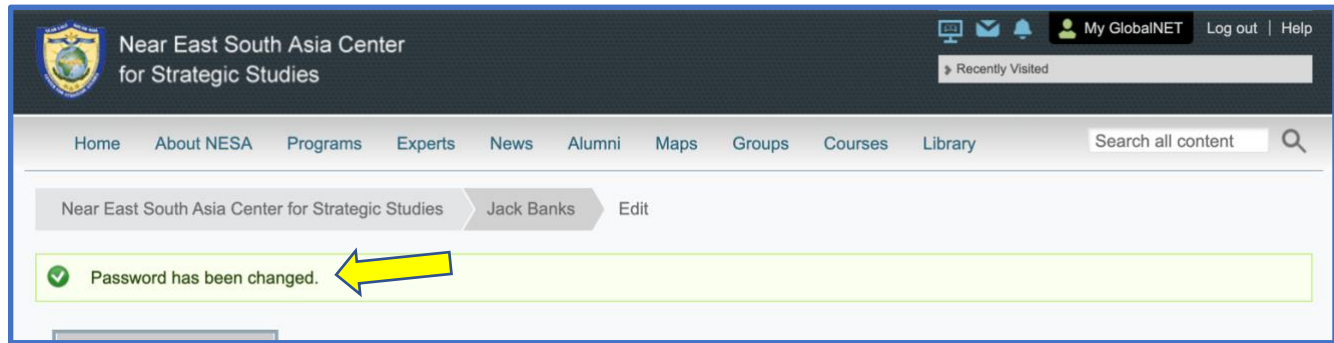 Near East South Asia Center
for Strategic Studies
My GlobalNET Log out | Help
Recently Visited
Home About NESA Programs Experts News Alumni Maps Groups Courses Library Search all content
Near East South Asia Center for Strategic Studies Jack Banks Edit
Password has been changed.